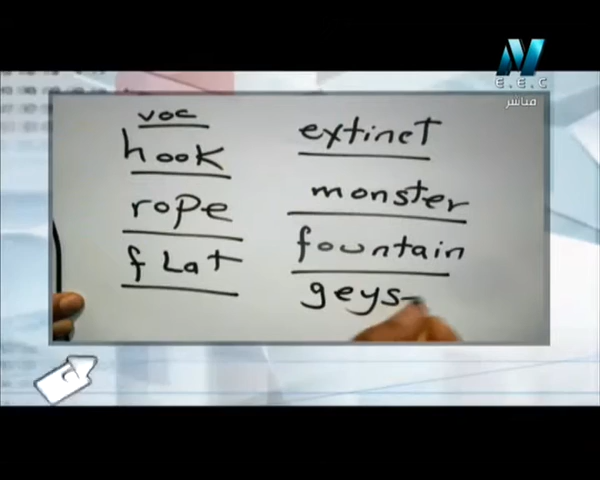 E.E.C
مباشر
voc
hook
rope
flat
extinct
monster
fountain
geys